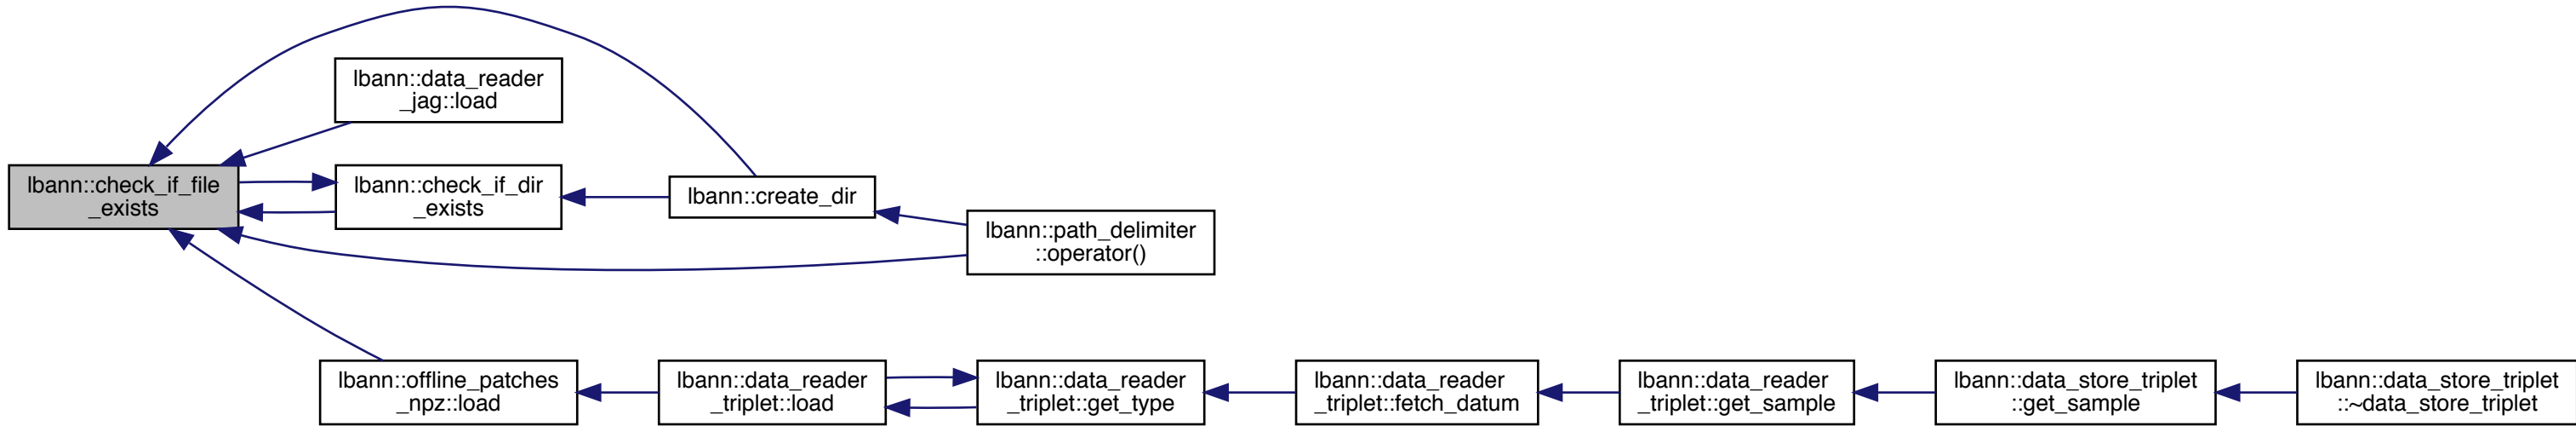 lbann::data_reader
_jag::load
lbann::check_if_file
_exists
lbann::check_if_dir
_exists
lbann::create_dir
lbann::path_delimiter
::operator()
lbann::offline_patches
_npz::load
lbann::data_reader
_triplet::load
lbann::data_reader
_triplet::get_type
lbann::data_reader
_triplet::fetch_datum
lbann::data_reader
_triplet::get_sample
lbann::data_store_triplet
::get_sample
lbann::data_store_triplet
::~data_store_triplet